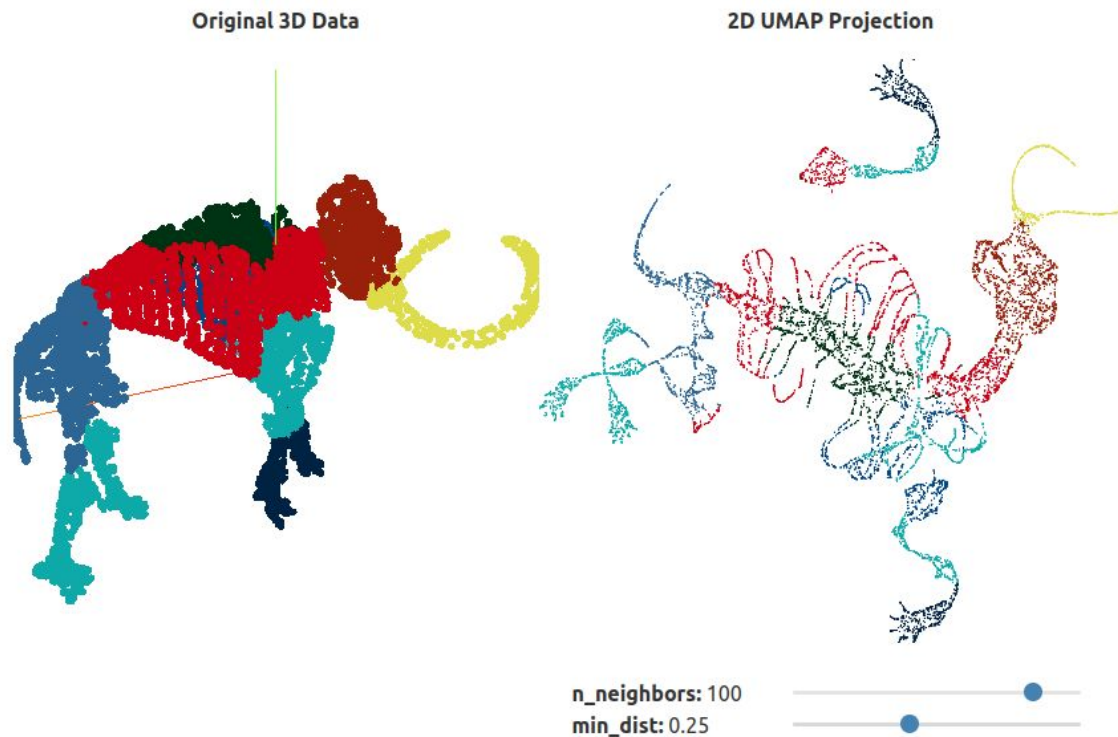 Original 3D Data
2D UMAP Projection
n_neighbors: 100
min_dist: 0.25